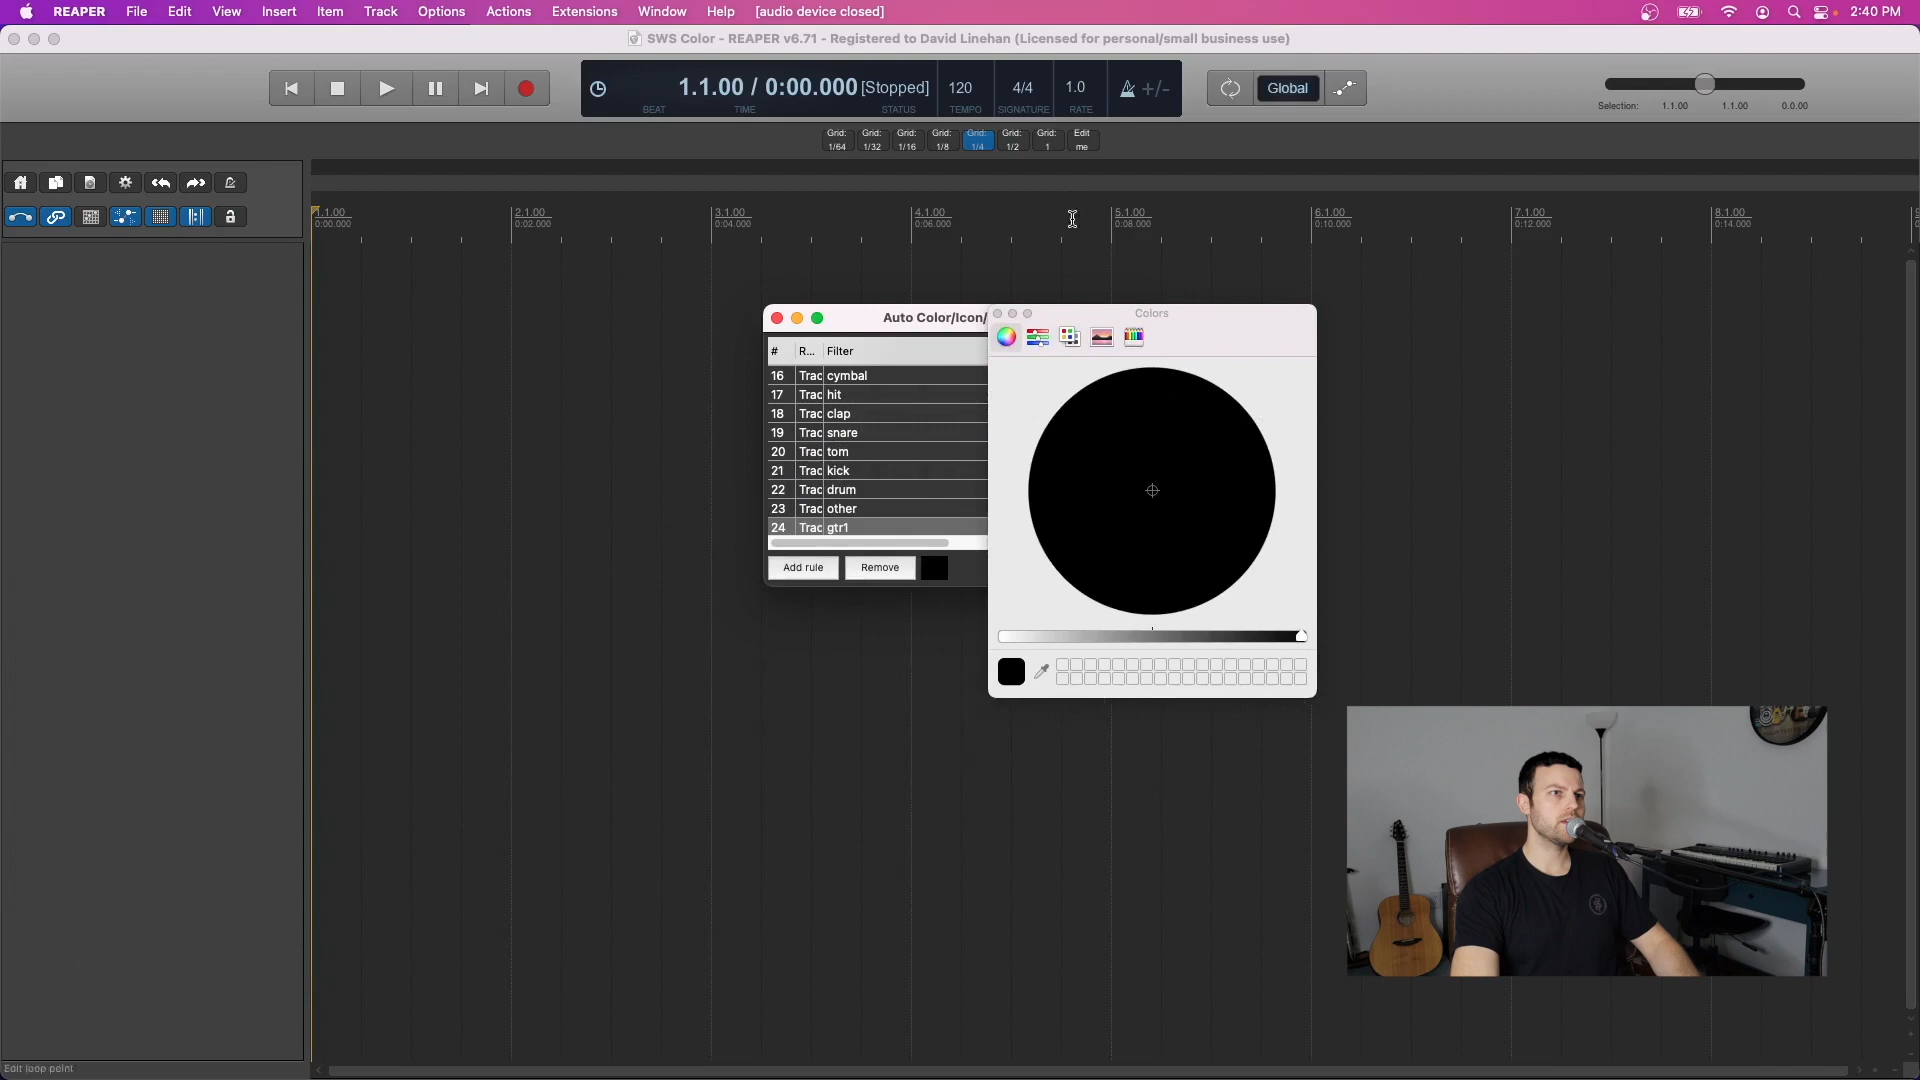 REAPER File Edit View Insert Item Track Options Actions Extensions Window Help [audio device closed] 2:40 PM
SWS Color - REAPER v6.71 - Registered to David Linehan (Licensed for personal/small business use)
1.1.00 / 0:00.000 [Stopped] 120 4/4 1.0 +/- Global
BEAT TIME STATUS TEMPO SIGNATURE RATE
Selection: 1.1.00 1.1.00 0.0.00
Grid: Grid: Grid: Grid: Grid: Grid: Grid: Edit
1/64 1/32 1/16 1/8 1/4 1/2 1 me
1.1.00 2.1.00 3.1.00 4.1.00 5.1.00 6.1.00 7.1.00 8.1.00
0:00.000 0:02.000 0:04.000 0:06.000 0:08.000 0:10.000 0:12.000 0:14.000
Auto Color/Icon/
Colors
# R... Filter
16 Trac cymbal
17 Trac hit
18 Trac clap
19 Trac snare
20 Trac tom
21 Trac kick
22 Trac drum
23 Trac other
24 Trac gtr1
Add rule Remove
Edit loop point